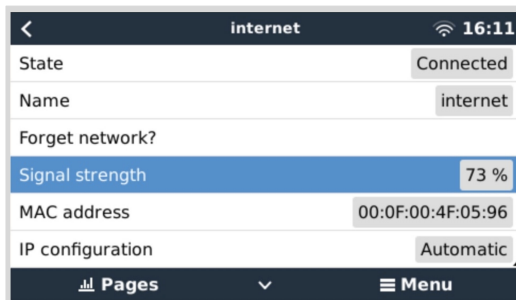 internet 16:11
State Connected
Name internet
Forget network?
Signal strength 73 %
MAC address 00:0F:00:4F:05:96
IP configuration Automatic
Pages Menu